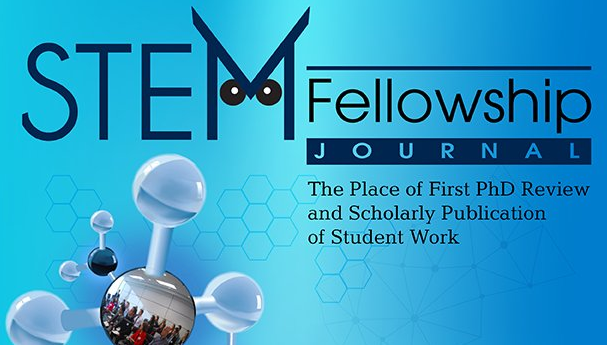 STEM
Fellowship
JOURNAL
The Place of First PhD Review
and Scholarly Publication
of Student Work